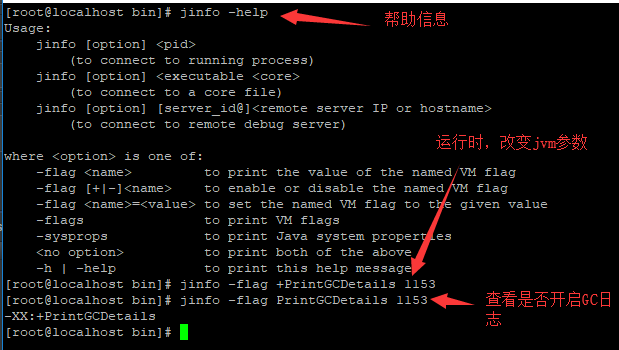 [root@localhost bin]# jinfo -help
帮助信息
Usage:
    jinfo [option] <pid>
        (to connect to running process)
    jinfo [option] <executable <core>
        (to connect to a core file)
    jinfo [option] [server_id@]<remote server IP or hostname>
        (to connect to remote debug server)
运行时，改变jvm参数
where <option> is one of:
    -flag <name>         to print the value of the named VM flag
    -flag [+|-]<name>    to enable or disable the named VM flag
    -flag <name>=<value> to set the named VM flag to the given value
    -flags               to print VM flags
    -sysprops            to print Java system properties
    <no option>          to print both of the above
    -h | -help           to print this help message
[root@localhost bin]# jinfo -flag +PrintGCDetails 1153
[root@localhost bin]# jinfo -flag PrintGCDetails 1153
查看是否开启GC日
志
-XX:+PrintGCDetails
[root@localhost bin]#